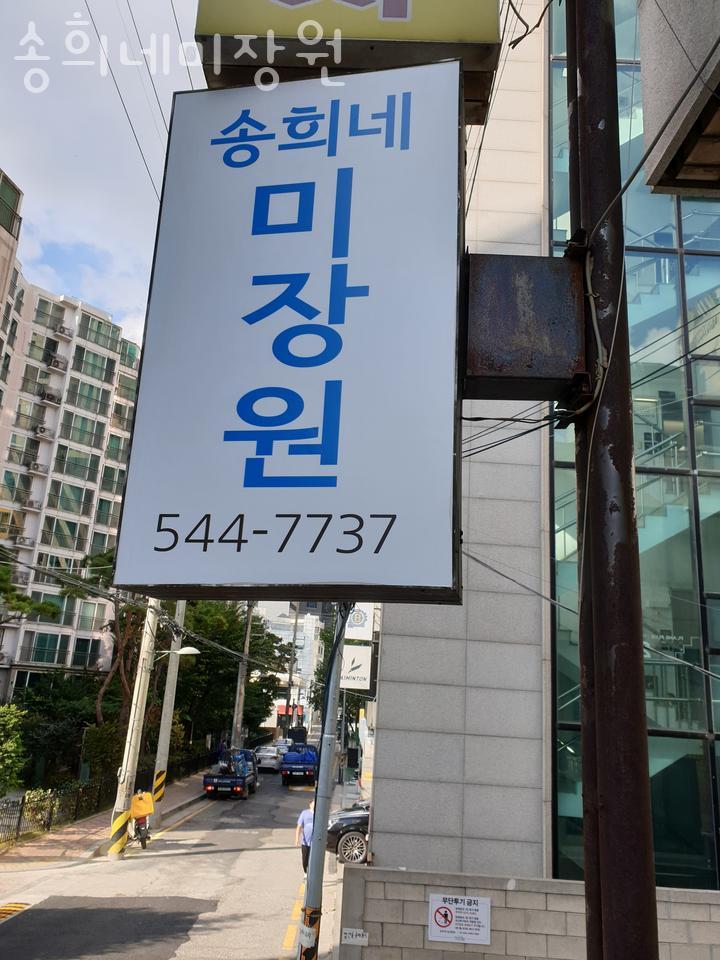 송희네미장원
송희네
미
장
원
544-7737
무단투기 금지